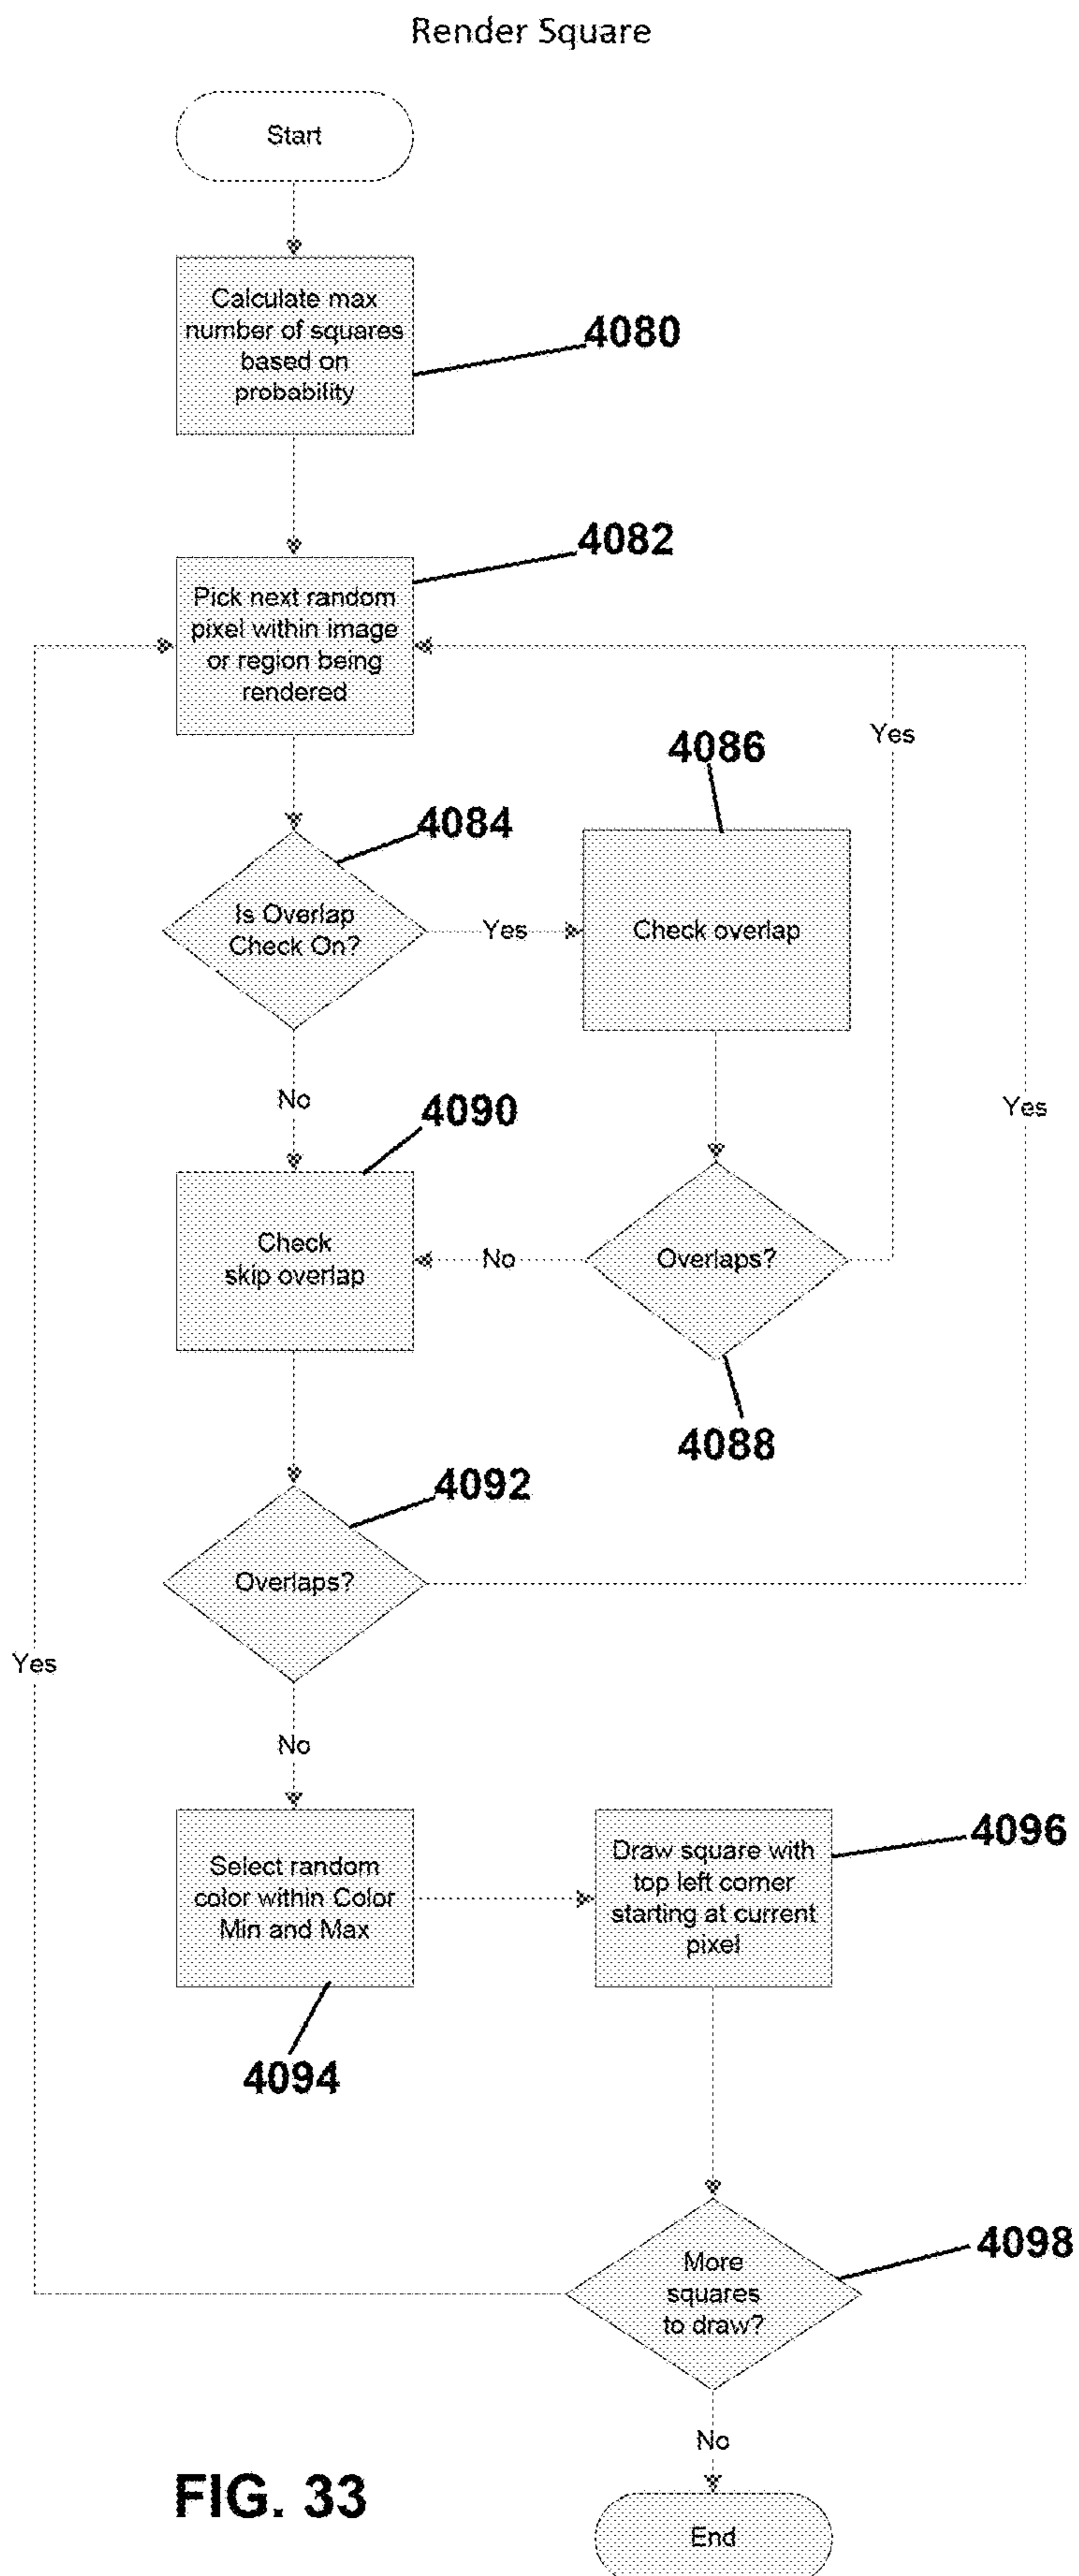 Render Square
Start
Calculate max
number of squares
based on
probability
4080
4082
Pick next random
pixel within image
or region being
rendered
Yes
4086
4084
Is Overlap
Check On?
Yes
Check overlap
No
4090
Yes
Check
skip overlap
No
Overlaps?
4088
4092
Overlaps?
Yes
No
Select random
color within Color
Min and Max
Draw square with
top left corner
starting at current
pixel
4096
4094
More
squares
to draw?
4098
No
FIG. 33
End